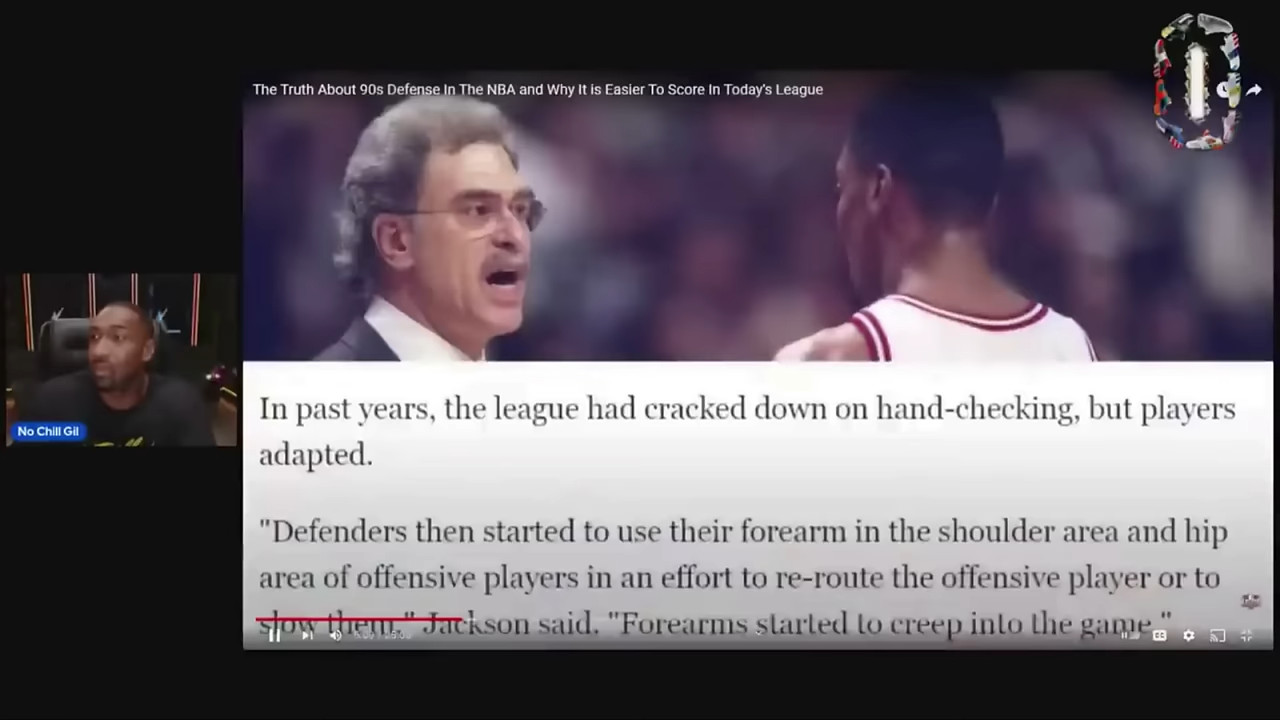 The Truth About 90s Defense In The NBA and Why It is Easier To Score In Today's League
No Chill Gil
In past years, the league had cracked down on hand-checking, but players
adapted.
"Defenders then started to use their forearm in the shoulder area and hip
area of offensive players in an effort to re-route the offensive player or to
slow them," Jackson said. "Forearms started to creep into the game."